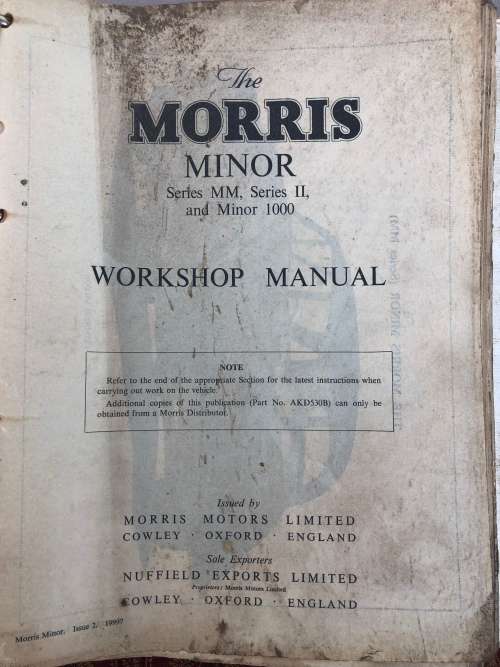 The
MORRIS
MINOR
Series MM, Series II,
and Minor 1000
WORKSHOP MANUAL
NOTE
Refer to the end of the appropriate Section for the latest instructions when
carrying out work on the vehicle.
Additional copies of this publication (Part No. AKD530B) can only be
obtained from a Morris Distributor.
Issued by
MORRIS MOTORS LIMITED
COWLEY · OXFORD · ENGLAND
Sole Exporters
NUFFIELD EXPORTS LIMITED
Proprietors: Morris Motors Limited
COWLEY · OXFORD · ENGLAND
Morris Minor. Issue 2. 19997